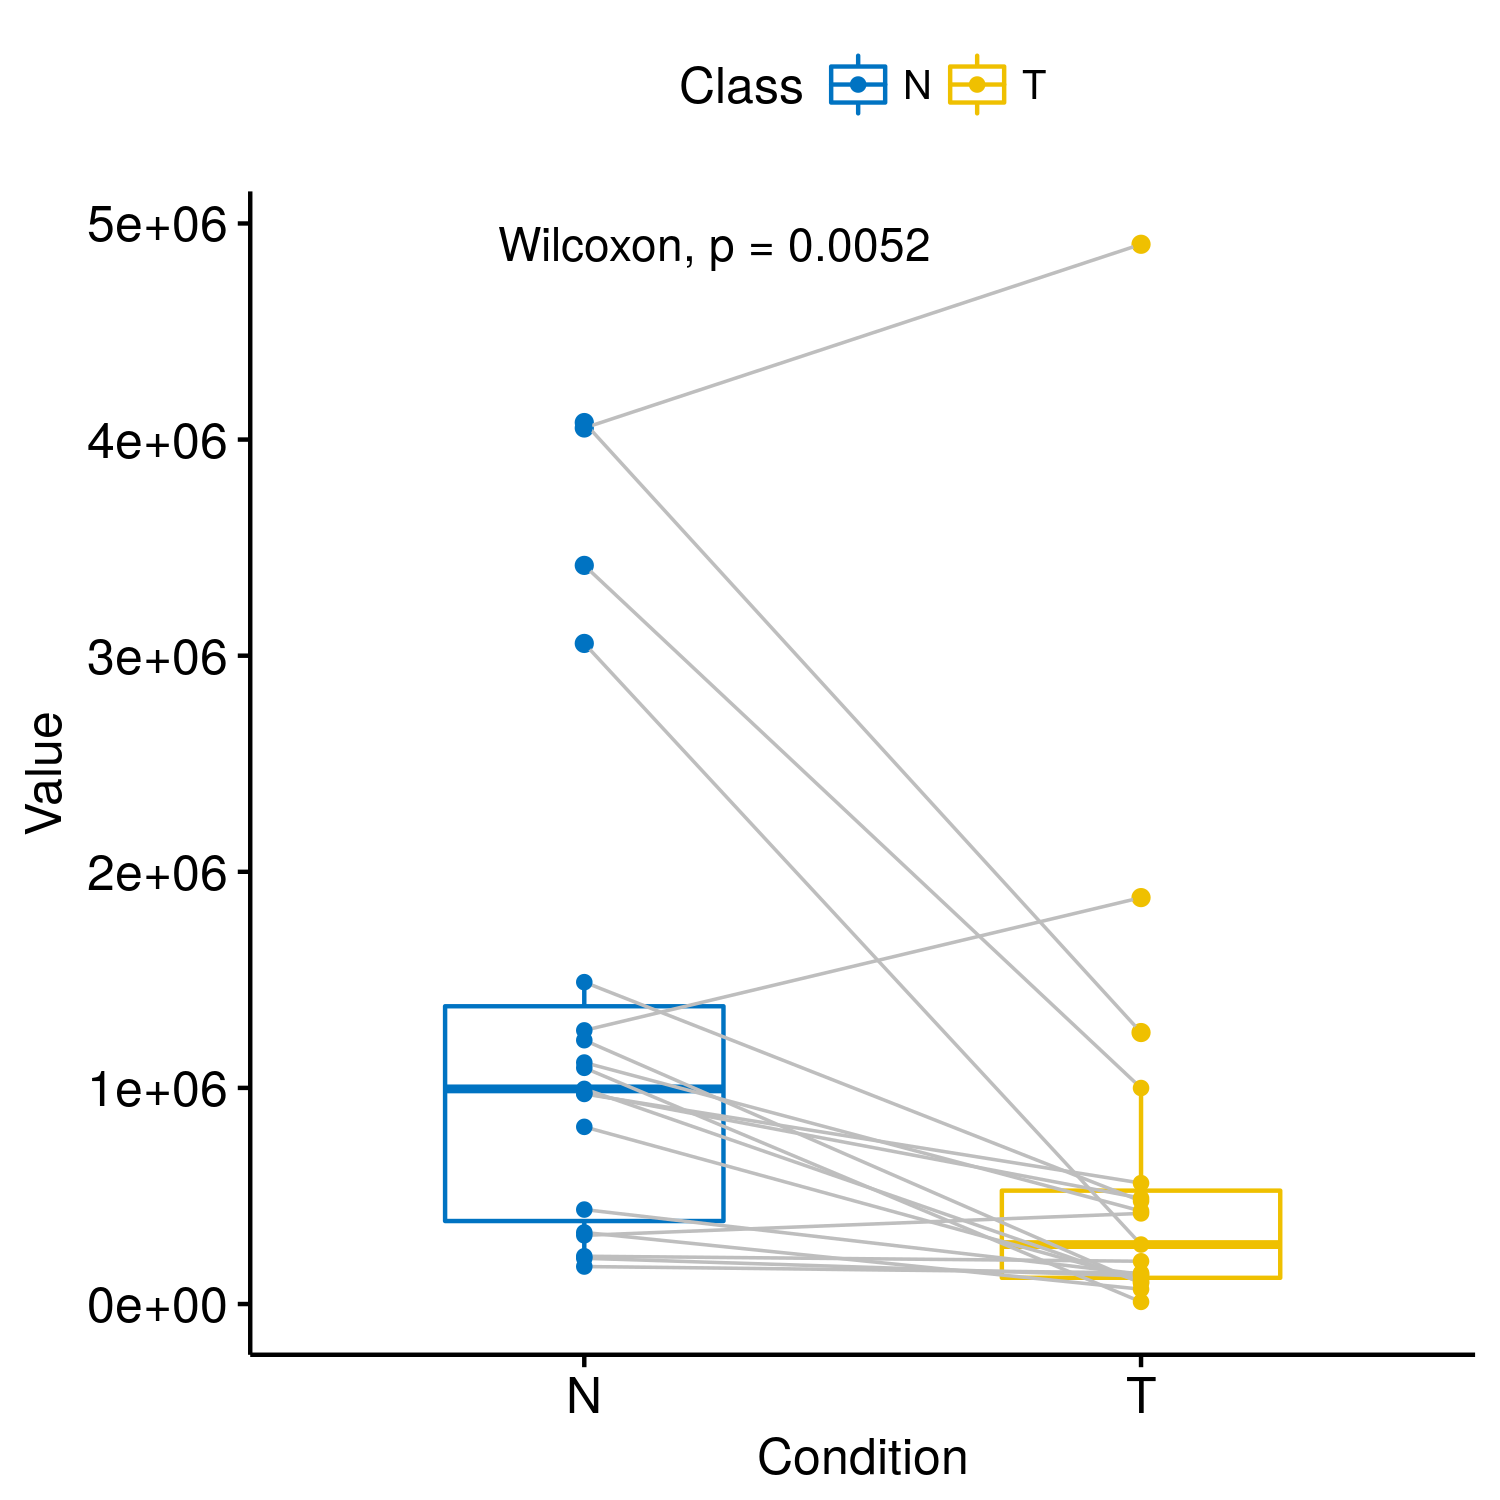 Class N T
5e+06
Wilcoxon, p = 0.0052
4e+06
3e+06
2e+06
1e+06
0e+00
Value
N T
Condition